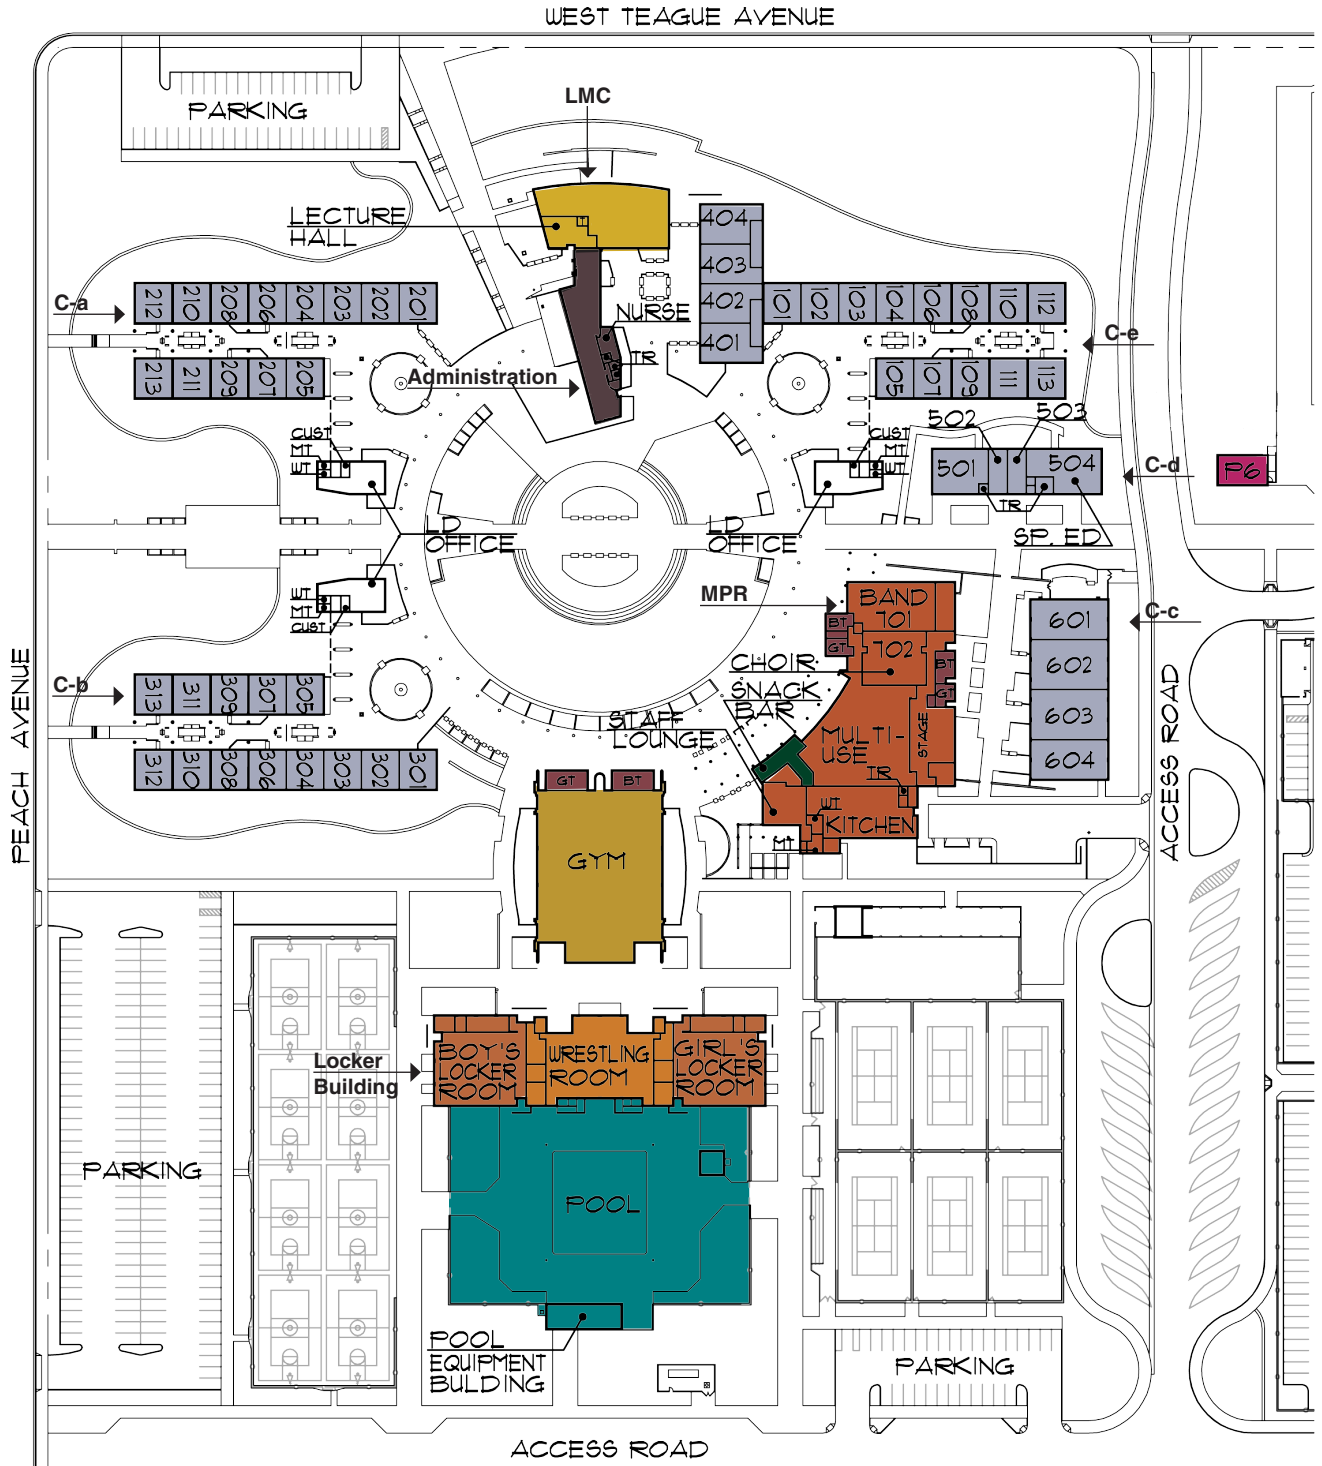 WEST TEAGUE AVENUE
PARKING
LMC
LECTURE
HALL
404
403
402
401
C-a
212 210 208 206 204 203 202 201
101 102 103 104 106 108 110 112
NURSE
TR
C-e
213 211 209 207 205
Administration
105 107 109 111 113
502 503
CUST
MT
WT
CUST
MT
WT
501 504
C-d
P6
TR
LD
OFFICE
LD
OFFICE
SP. ED
WT
MT
CUST
MPR
BAND
701
BT
GT
702
BT
GT
601
C-c
602
603
604
CHOIR
SNACK
BAR
STAFF
LOUNGE
MULTI-
USE
STAGE
TR
WT
KITCHEN
MT
C-b
313 311 309 307 305
312 310 308 306 304 303 302 301
PEACH AVENUE
ACCESS ROAD
GT BT
GYM
Locker
Building
BOY'S
LOCKER
ROOM
WRESTLING
ROOM
GIRL'S
LOCKER
ROOM
PARKING
POOL
POOL
EQUIPMENT
BULDING
PARKING
ACCESS ROAD